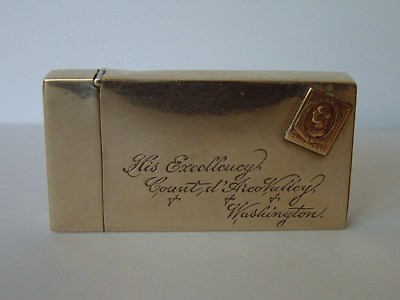 His Excellency.
Count, d'Arco Valley.
Washington.